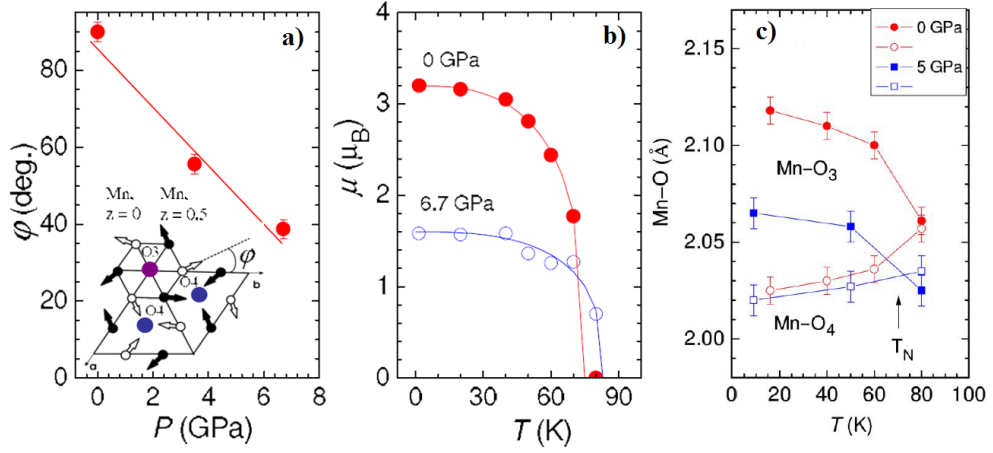 a)
φ (deg.)
80
60
40
20
0
Mn,
z = 0
Mn,
z = 0.5
O3
O4
O4
φ
b
a
0
2
4
6
8
P (GPa)
b)
μ (μB)
4
3
2
1
0
0 GPa
6.7 GPa
0
30
60
90
T (K)
c)
Mn–O (Å)
2.15
2.10
2.05
2.00
0 GPa
5 GPa
Mn–O3
Mn–O4
TN
0
20
40
60
80
100
T (K)